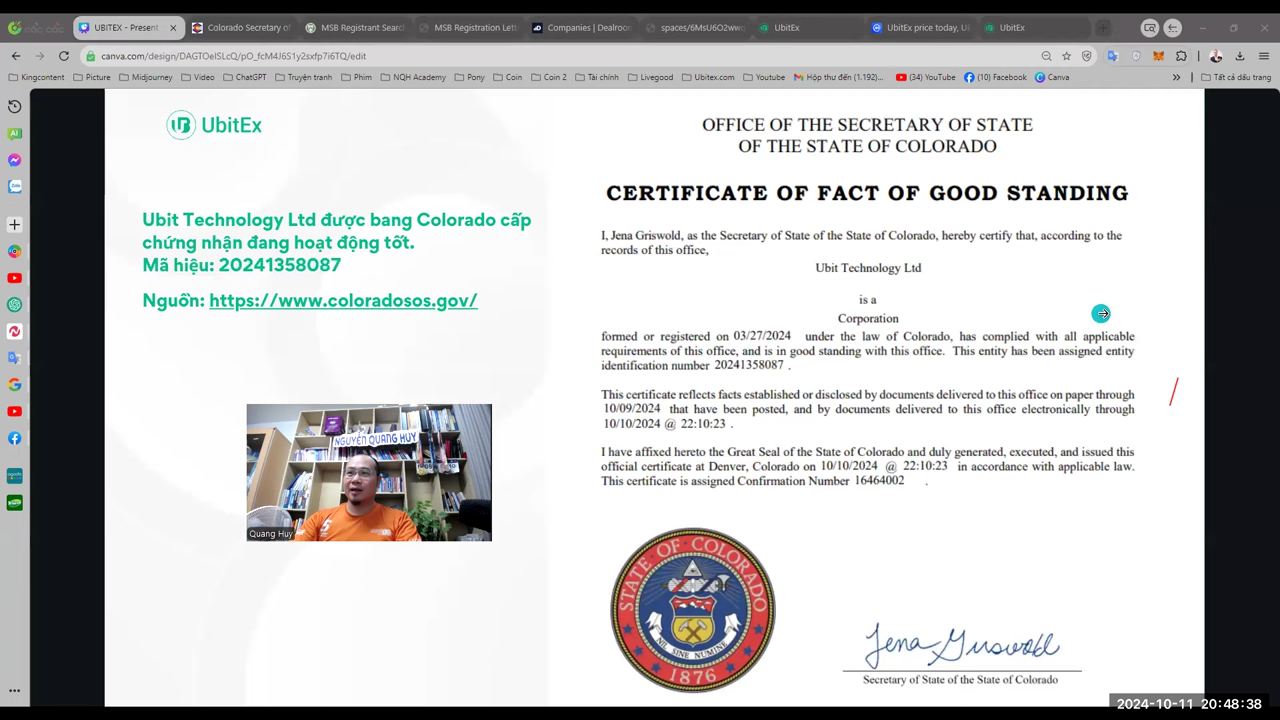 các cốc
UBITEX - Present
Colorado Secretary of
MSB Registrant Searc
MSB Registration Lett
Companies | Dealroom
spaces/6MsU6O2wwc
UbitEx
UbitEx price today, U
UbitEx
canva.com/design/DAGTOeISLcQ/pO_fcM4J6S1y2sxfp7i6TQ/edit
Kingcontent
Picture
Midjourney
Video
ChatGPT
Truyện tranh
Phim
NQH Academy
Pony
Coin
Coin 2
Tài chính
Livegood
Ubitex.com
Youtube
Hộp thư đến (1.192)...
(34) YouTube
(10) Facebook
Canva
Tất cả dấu trang
UbitEx
Ubit Technology Ltd được bang Colorado cấp
chứng nhận đang hoạt động tốt.
Mã hiệu: 20241358087
Nguồn: https://www.coloradosos.gov/
NGUYỄN QUANG HUY
Quang Huy
OFFICE OF THE SECRETARY OF STATE
OF THE STATE OF COLORADO
CERTIFICATE OF FACT OF GOOD STANDING
I, Jena Griswold, as the Secretary of State of the State of Colorado, hereby certify that, according to the
records of this office,
Ubit Technology Ltd
is a
Corporation
formed or registered on 03/27/2024 under the law of Colorado, has complied with all applicable
requirements of this office, and is in good standing with this office. This entity has been assigned entity
identification number 20241358087 .
This certificate reflects facts established or disclosed by documents delivered to this office on paper through
10/09/2024 that have been posted, and by documents delivered to this office electronically through
10/10/2024 @ 22:10:23 .
I have affixed hereto the Great Seal of the State of Colorado and duly generated, executed, and issued this
official certificate at Denver, Colorado on 10/10/2024 @ 22:10:23 in accordance with applicable law.
This certificate is assigned Confirmation Number 16464002 .
STATE OF COLORADO
NIL SINE NUMINE
1876
Jena Griswold
Secretary of State of the State of Colorado
2024-10-11 20:48:38